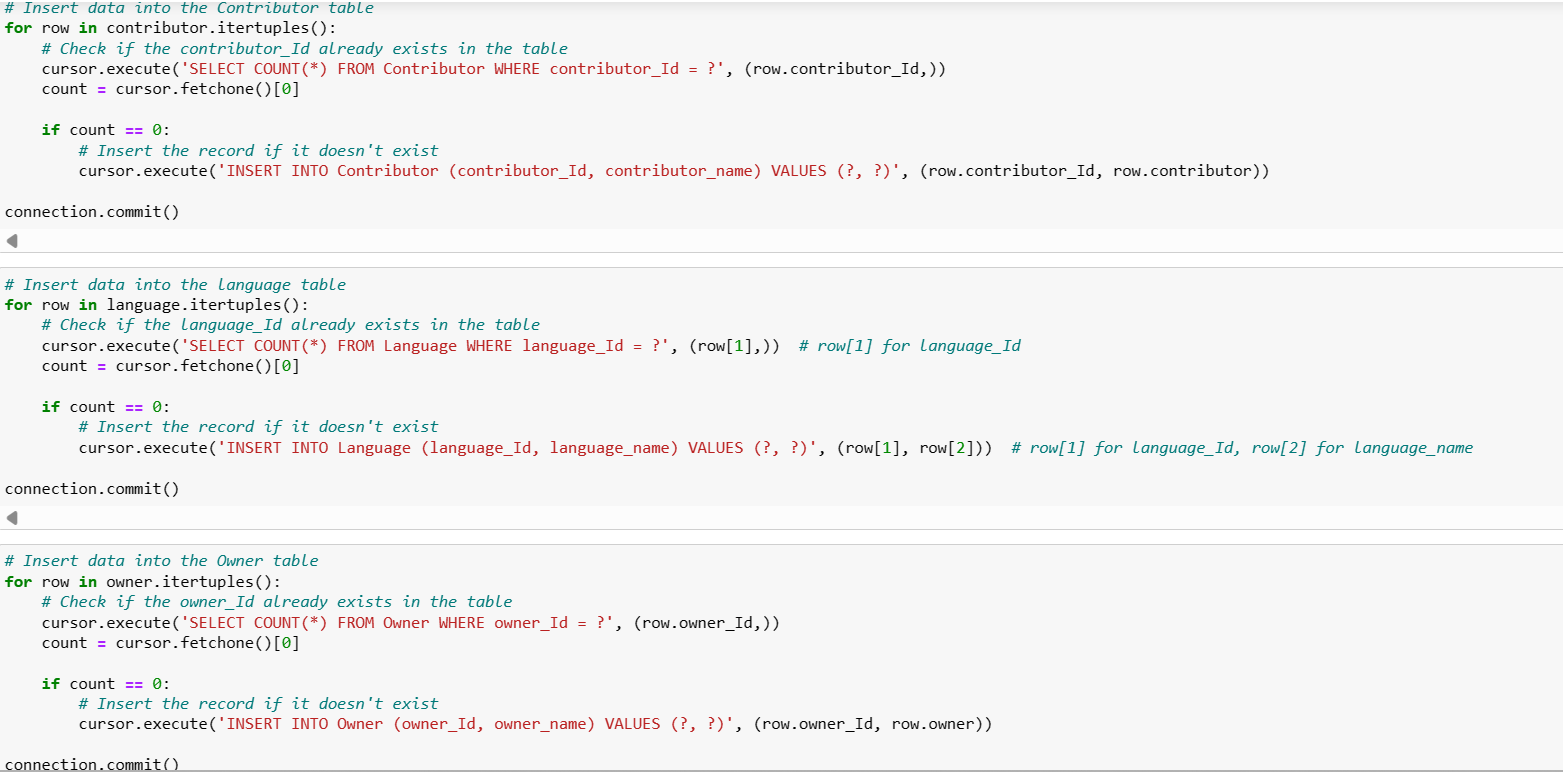 # Insert data into the Contributor table
for row in contributor.itertuples():
    # Check if the contributor_Id already exists in the table
    cursor.execute('SELECT COUNT(*) FROM Contributor WHERE contributor_Id = ?', (row.contributor_Id,))
    count = cursor.fetchone()[0]

    if count == 0:
        # Insert the record if it doesn't exist
        cursor.execute('INSERT INTO Contributor (contributor_Id, contributor_name) VALUES (?, ?)', (row.contributor_Id, row.contributor))

connection.commit()

# Insert data into the language table
for row in language.itertuples():
    # Check if the language_Id already exists in the table
    cursor.execute('SELECT COUNT(*) FROM Language WHERE language_Id = ?', (row[1],))  # row[1] for language_Id
    count = cursor.fetchone()[0]

    if count == 0:
        # Insert the record if it doesn't exist
        cursor.execute('INSERT INTO Language (language_Id, language_name) VALUES (?, ?)', (row[1], row[2]))  # row[1] for language_Id, row[2] for language_name

connection.commit()

# Insert data into the Owner table
for row in owner.itertuples():
    # Check if the owner_Id already exists in the table
    cursor.execute('SELECT COUNT(*) FROM Owner WHERE owner_Id = ?', (row.owner_Id,))
    count = cursor.fetchone()[0]

    if count == 0:
        # Insert the record if it doesn't exist
        cursor.execute('INSERT INTO Owner (owner_Id, owner_name) VALUES (?, ?)', (row.owner_Id, row.owner))

connection.commit()